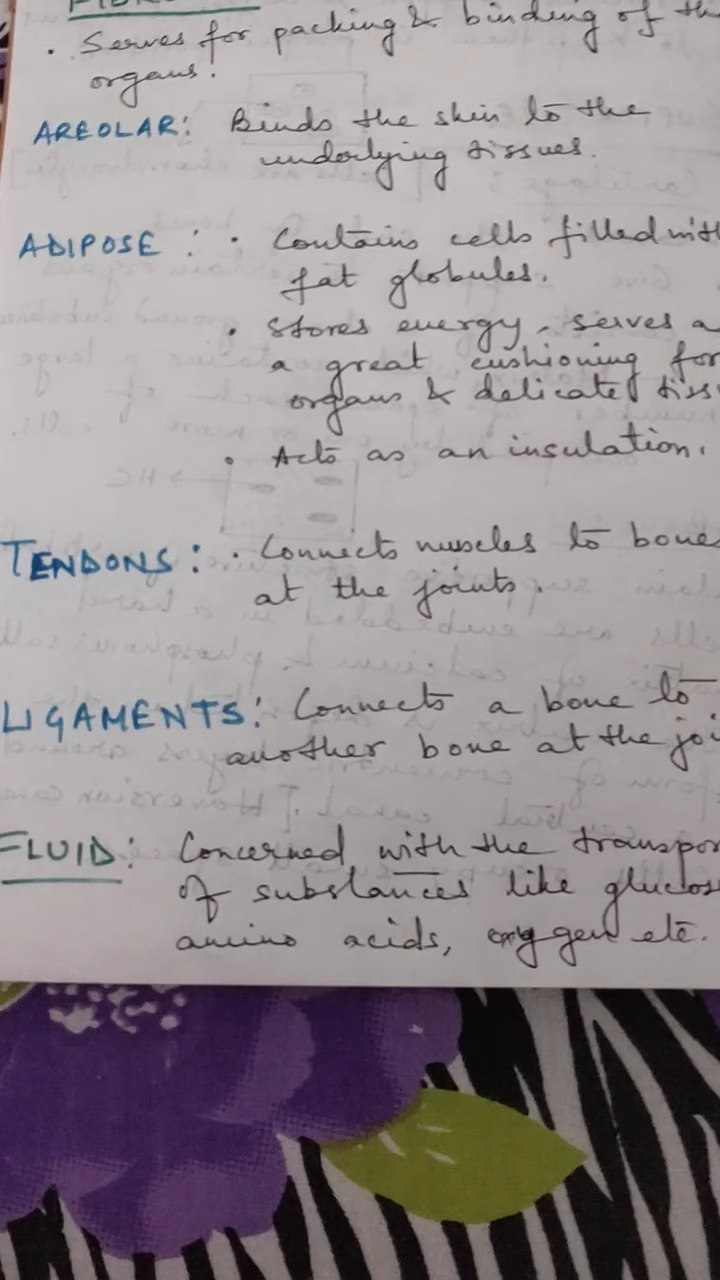 • Serves for packing & binding of th
organs.
AREOLAR: Binds the skin to the
underlying tissues.
ADIPOSE : • Contains cells filled with
fat globules.
• Stores energy, serves a
a great cushioning for
organs & delicate tiss
• Acts as an insulation.
TENDONS: • Connects muscles to bones
at the joints.
LIGAMENTS: Connects a bone to
another bone at the joi
FLUID: Concerned with the transpor
of substances like glucos
amino acids, oxygen etc.